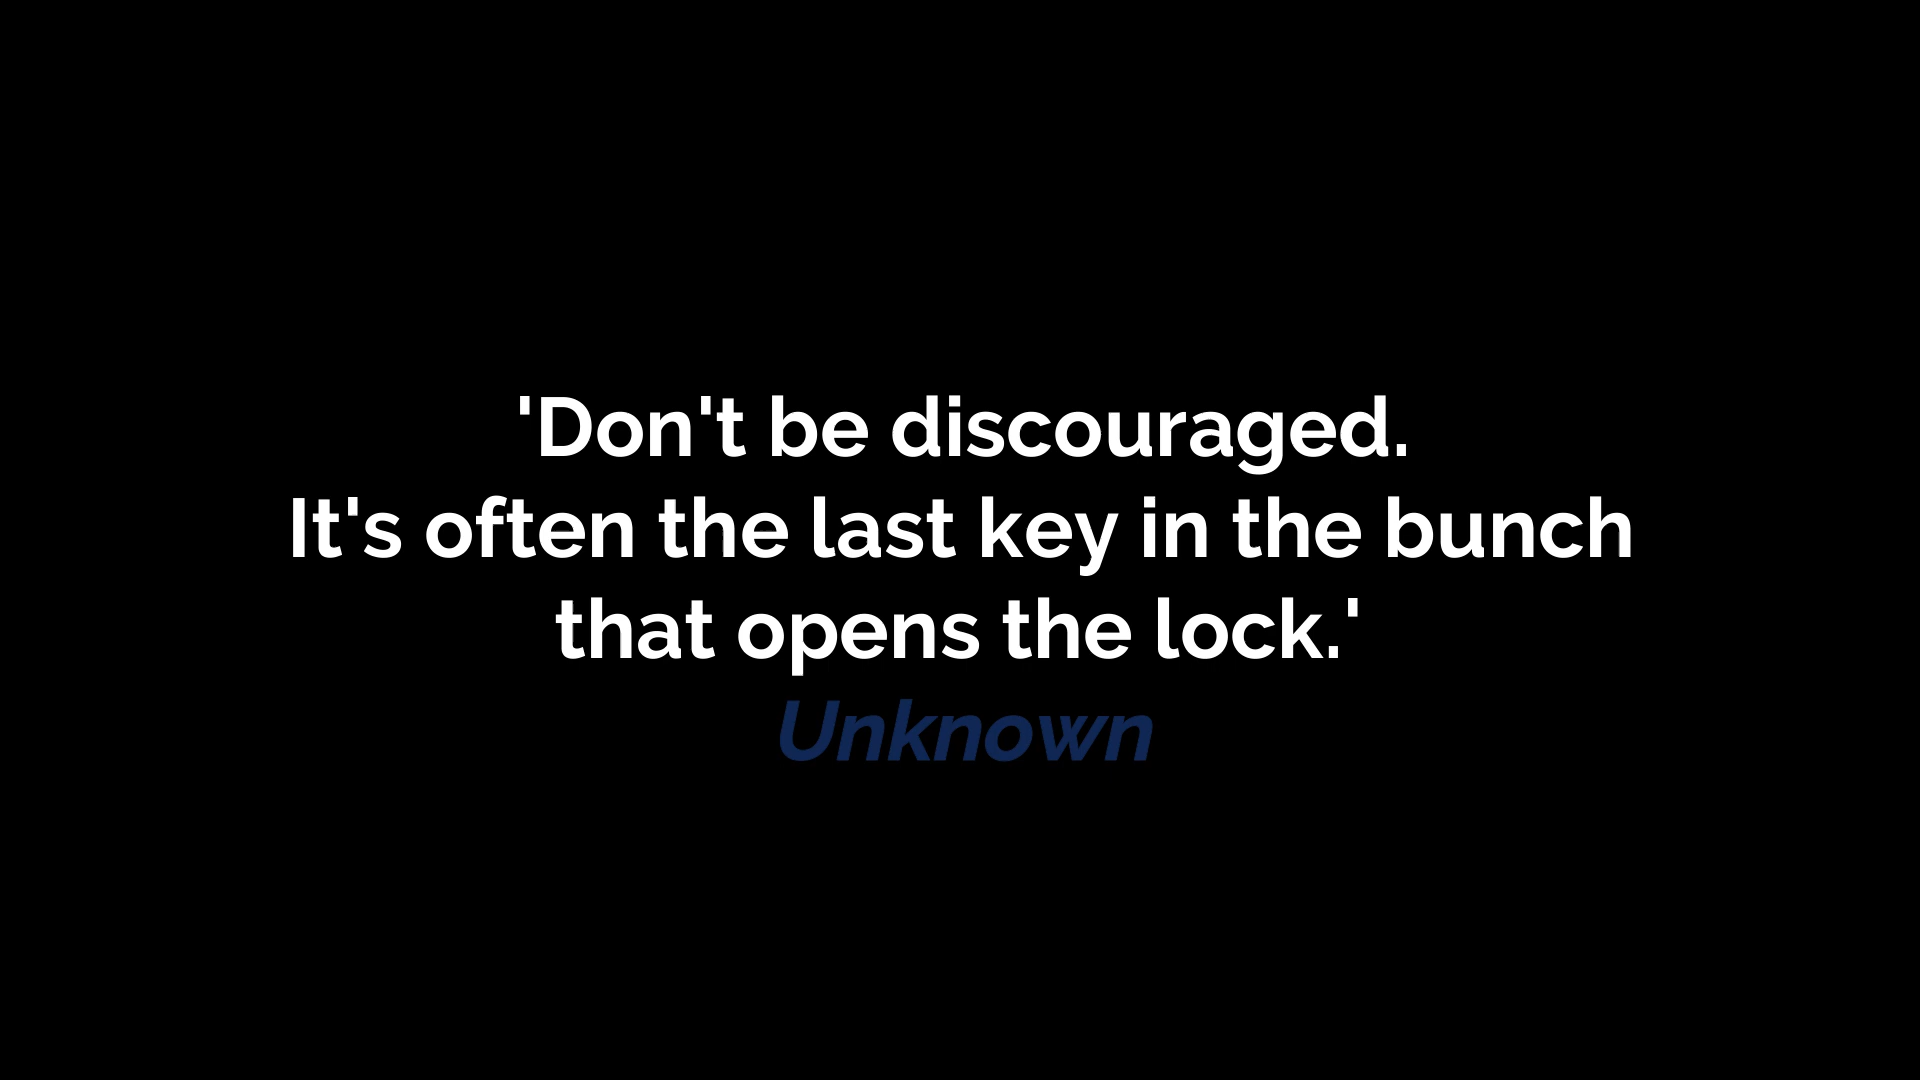 'Don't be discouraged.
It's often the last key in the bunch
that opens the lock.'
Unknown